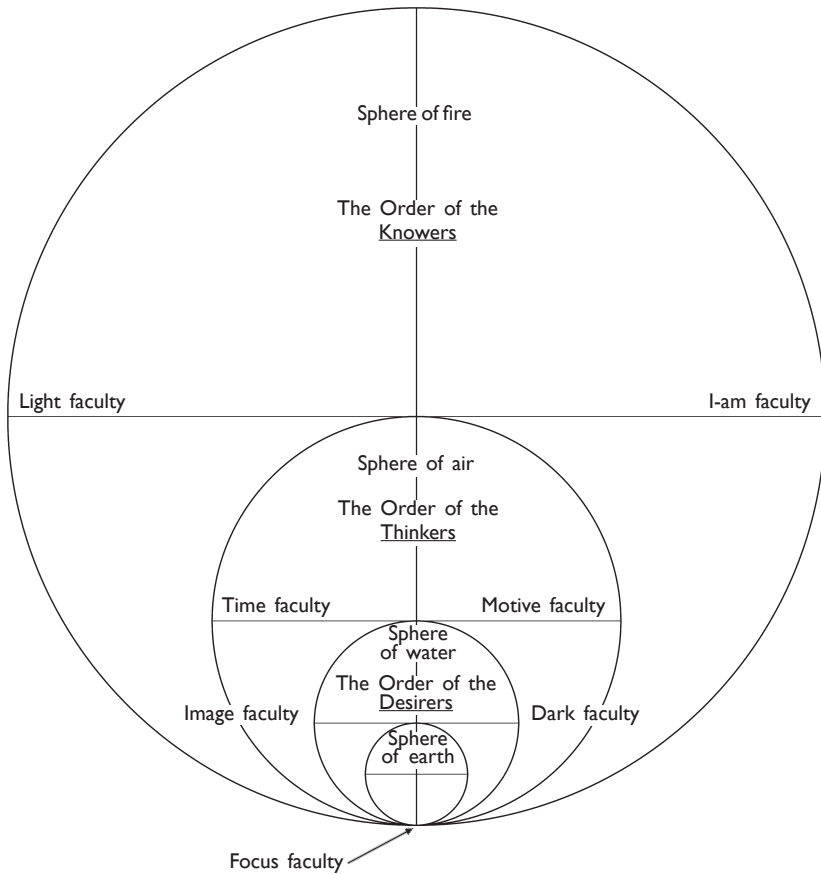 Sphere of fire
The Order of the
Knowers
Light faculty
I-am faculty
Sphere of air
The Order of the
Thinkers
Time faculty
Motive faculty
Sphere
of water
The Order of the
Desirers
Image faculty
Dark faculty
Sphere
of earth
Focus faculty